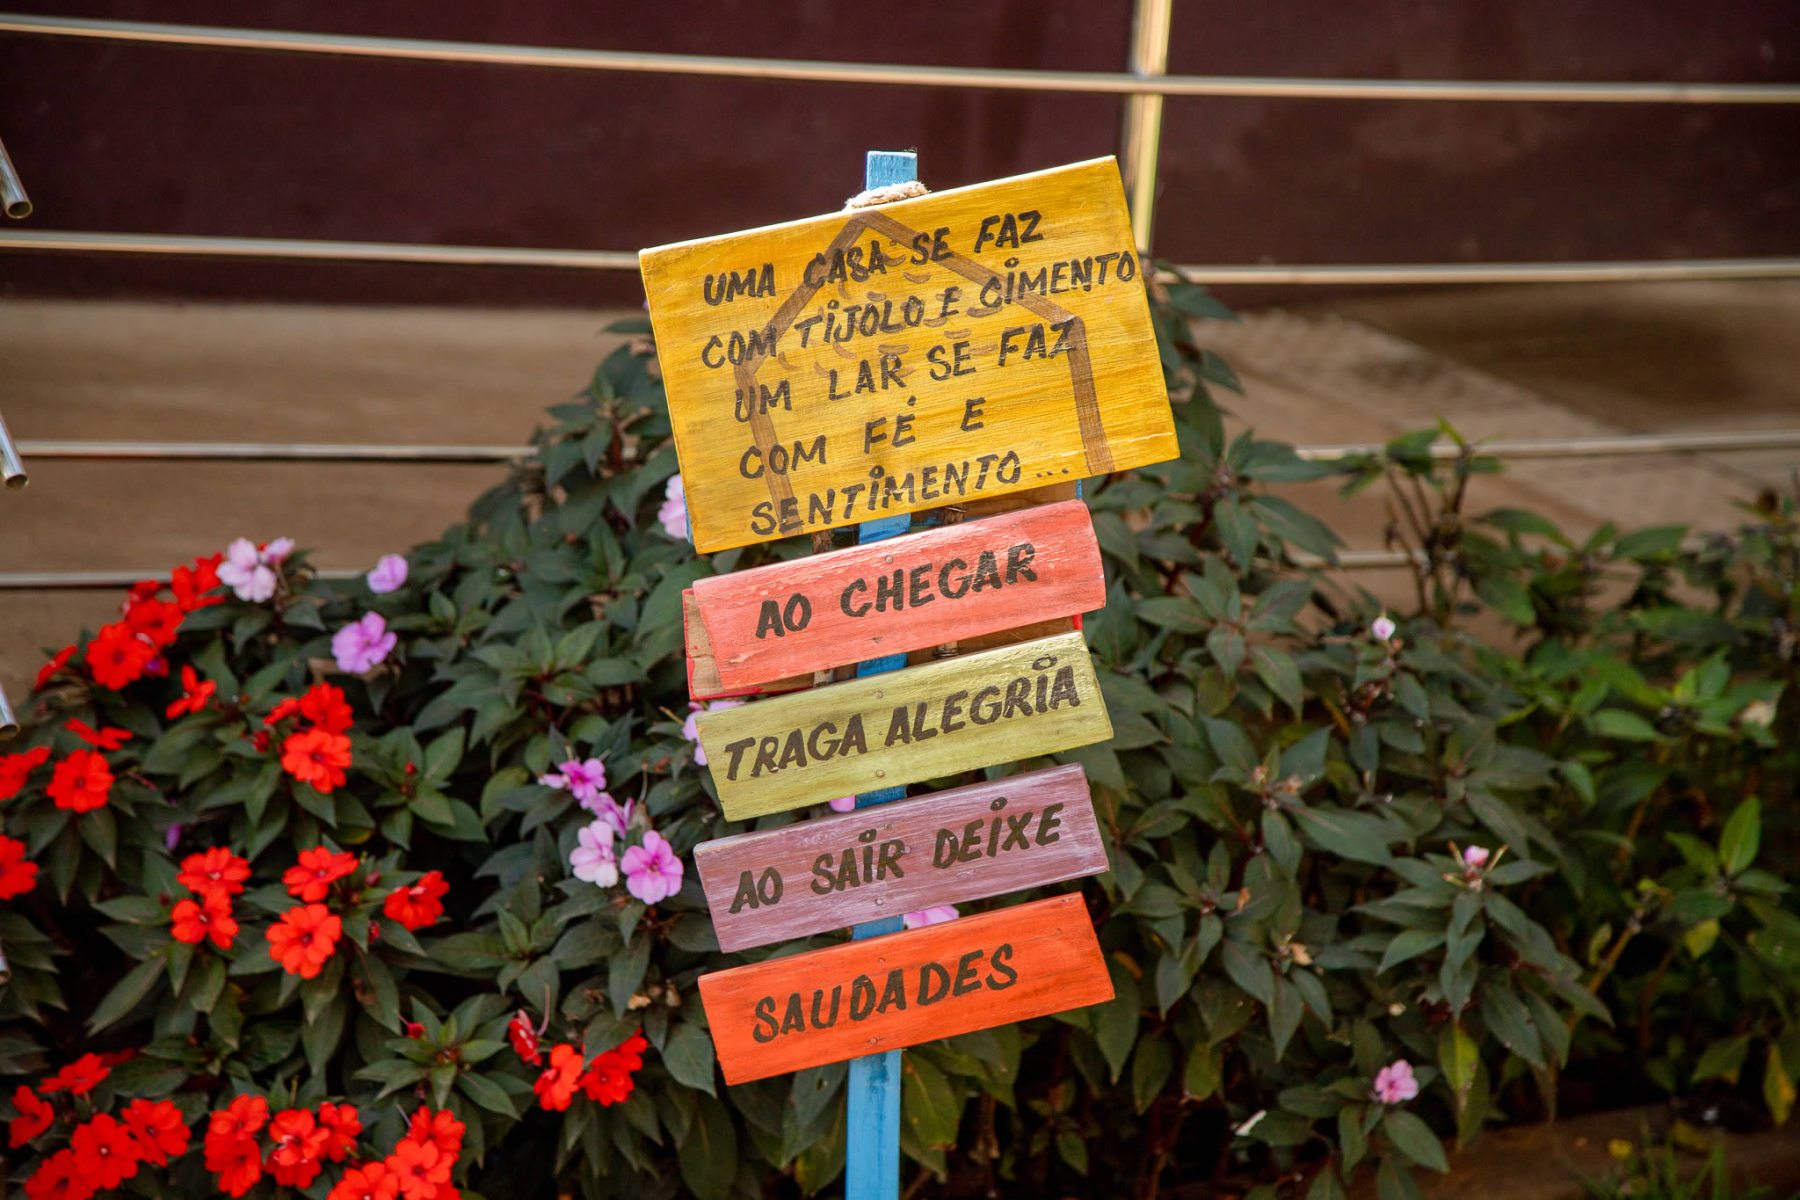 UMA CASA SE FAZ
COM TIJOLO E CIMENTO
UM LAR SE FAZ
COM FÉ E
SENTIMENTO...
AO CHEGAR
TRAGA ALEGRIA
AO SAIR DEIXE
SAUDADES